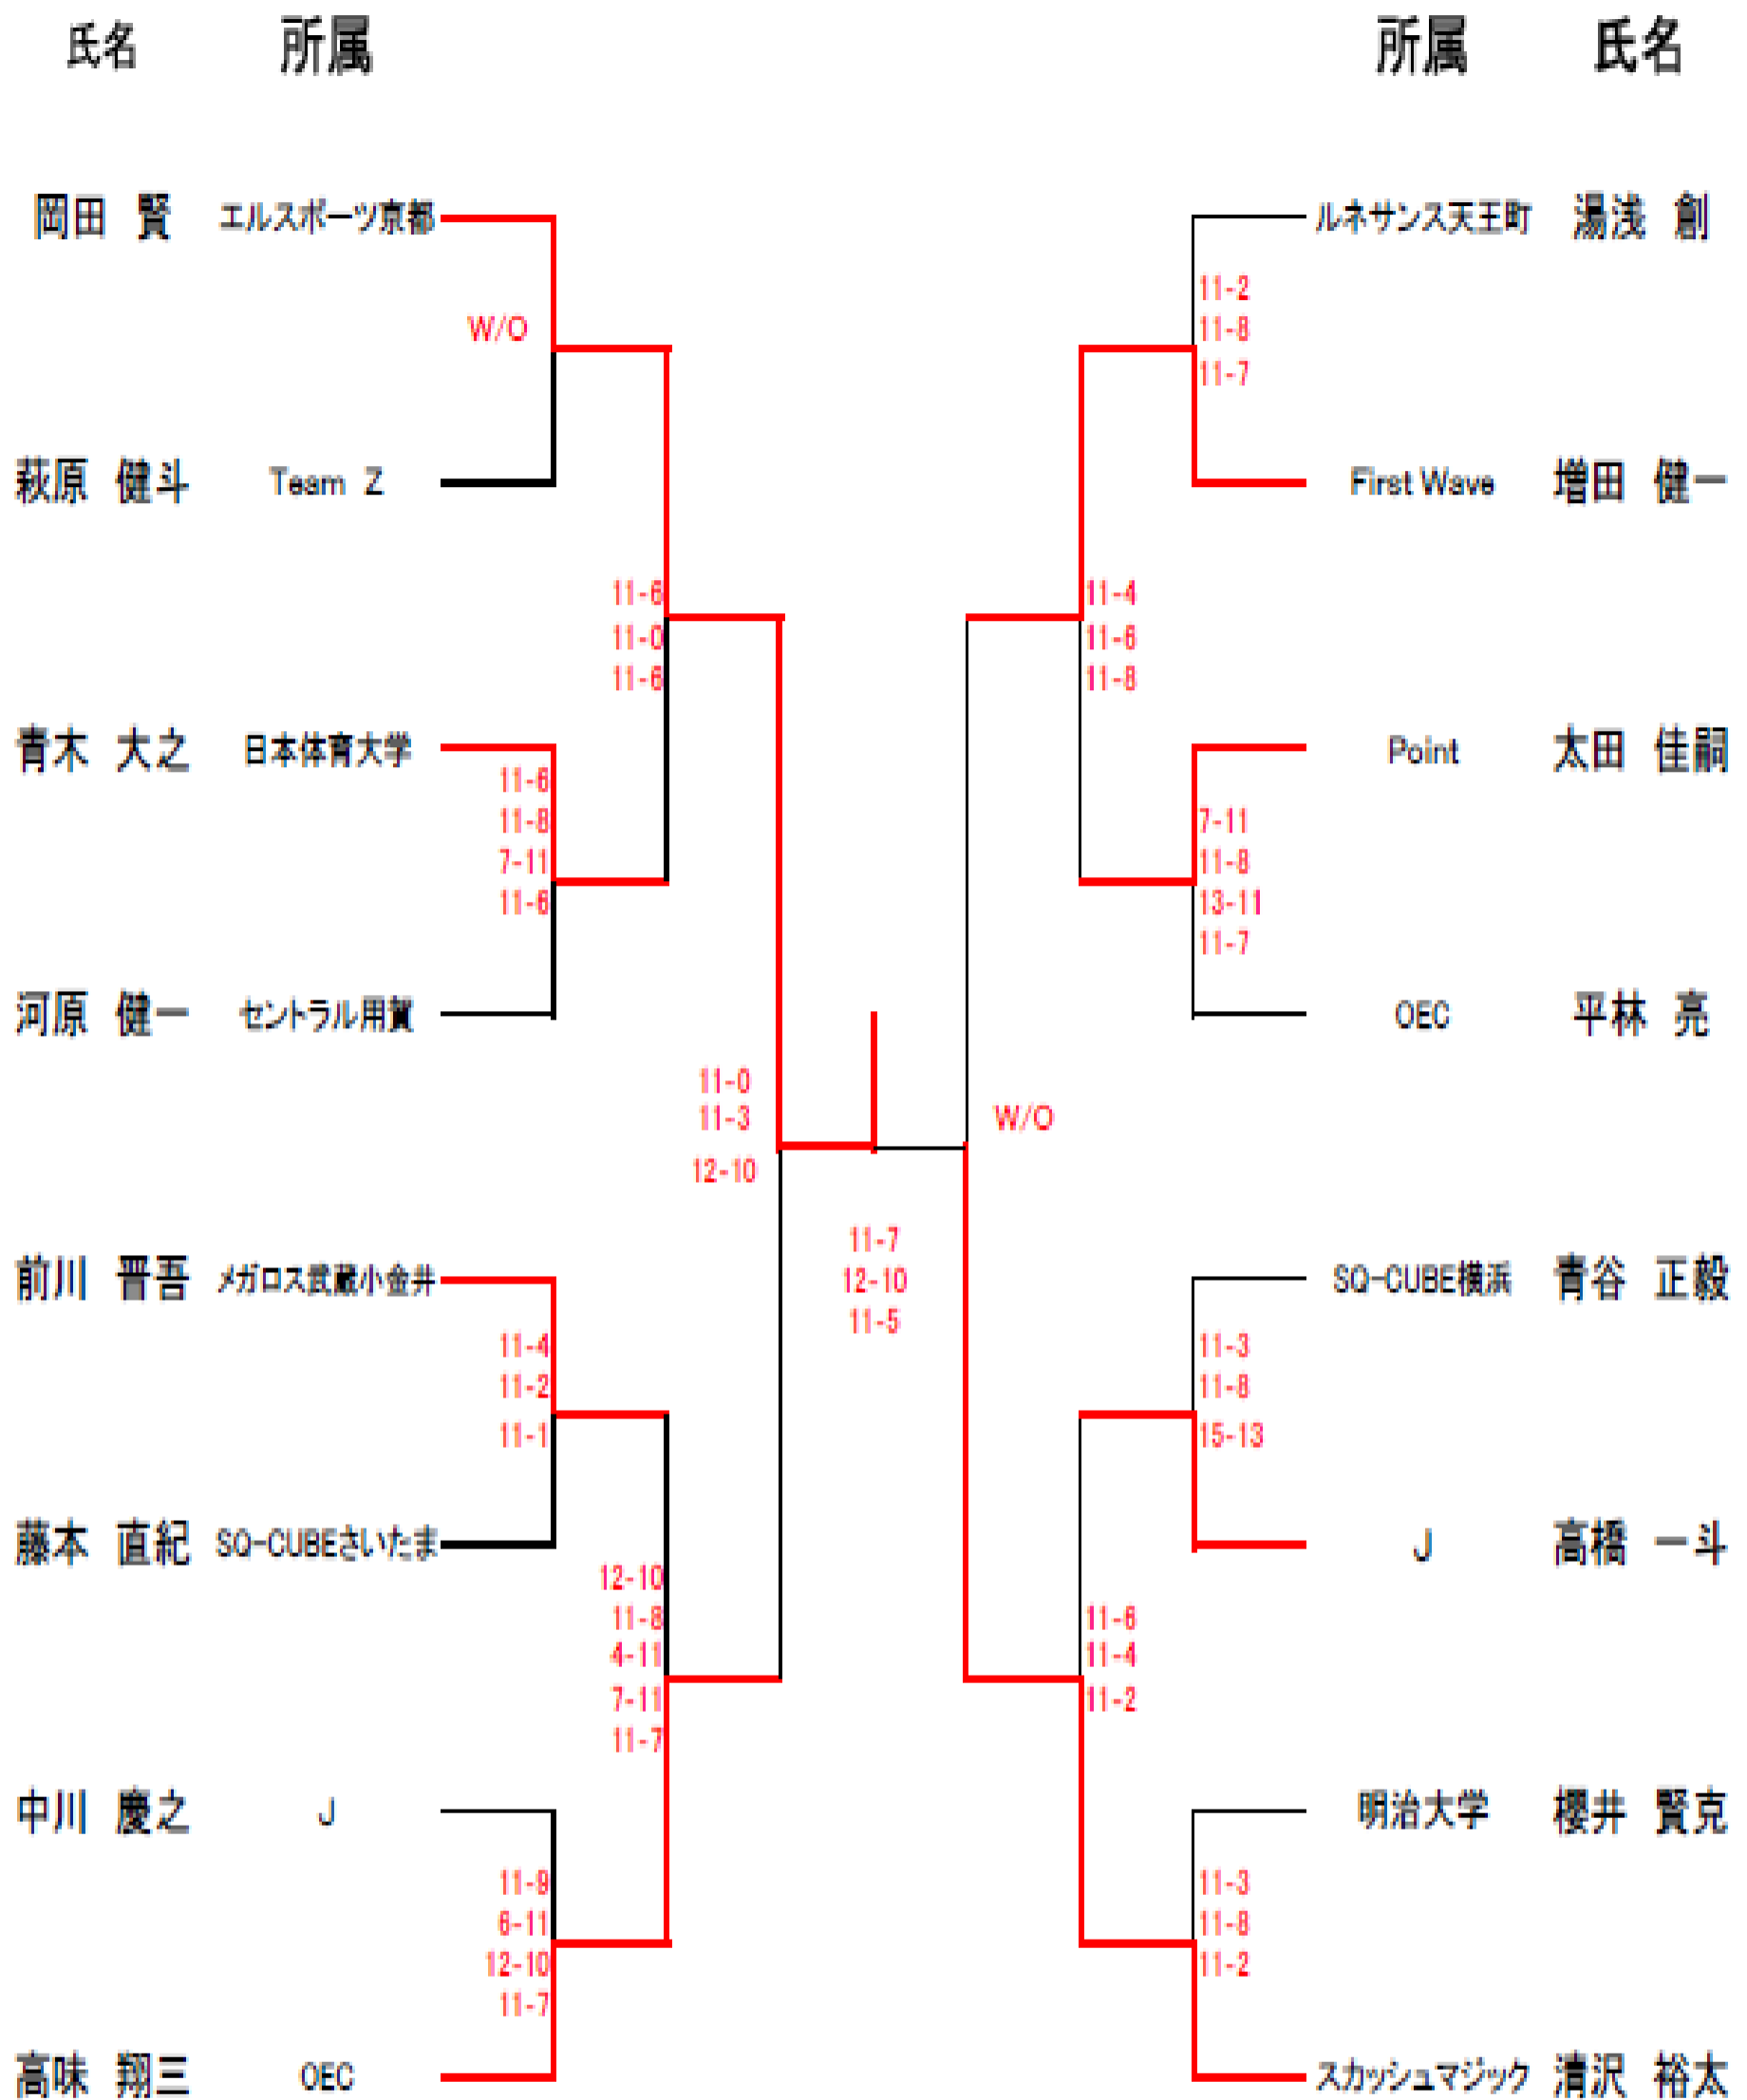 氏名 所属 所属 氏名
岡田 賢 エルスポーツ京都 ルネサンス天王町 湯浅 創
11-2
W/O 11-8
11-7
萩原 健斗 Team Z First Wave 増田 健一
11-6 11-4
11-0 11-6
11-6 11-8
青木 大之 日本体育大学 Point 太田 佳嗣
11-6
11-8 7-11
7-11 11-8
11-6 13-11
11-7
河原 健一 セントラル用賀 OEC 平林 亮
11-0
11-3 W/O
12-10
11-7
前川 晋吾 メガロス武蔵小金井 12-10 SQ-CUBE横浜 青谷 正毅
11-5
11-4 11-3
11-2 11-8
11-1 15-13
藤本 直紀 SQ-CUBEさいたま J 高橋 一斗
12-10
11-8 11-6
4-11 11-4
7-11 11-2
11-7
中川 慶之 J 明治大学 櫻井 賢克
11-9 11-3
6-11 11-8
12-10 11-2
11-7
高味 翔三 OEC スカッシュマジック 清沢 裕太